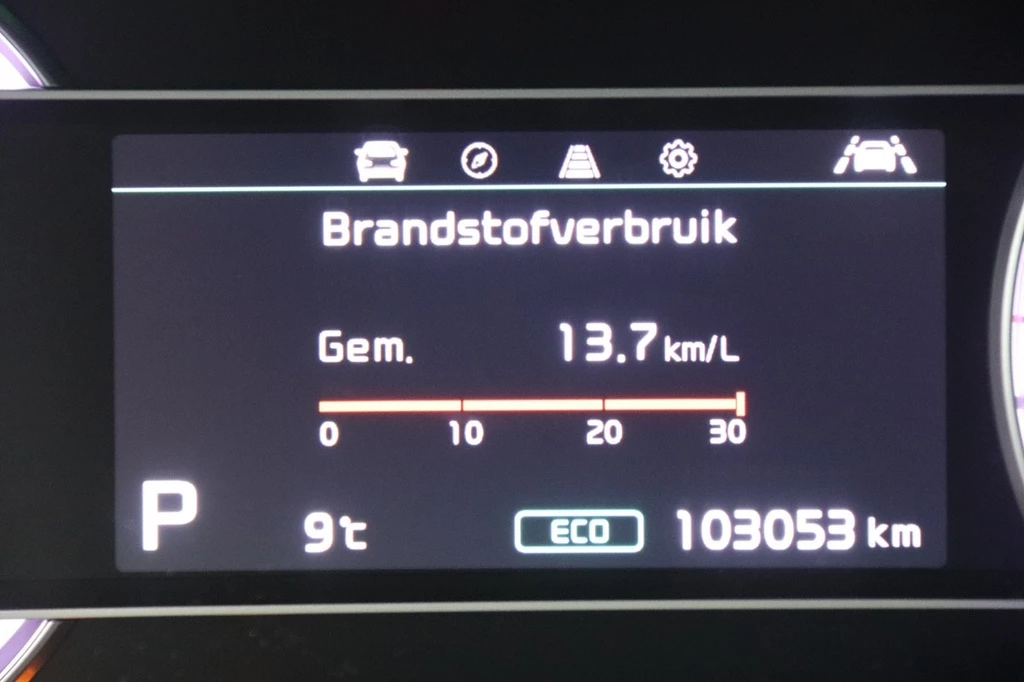 Brandstofverbruik
Gem. 13.7 km/L
0 10 20 30
P 9℃ ECO 103053 km